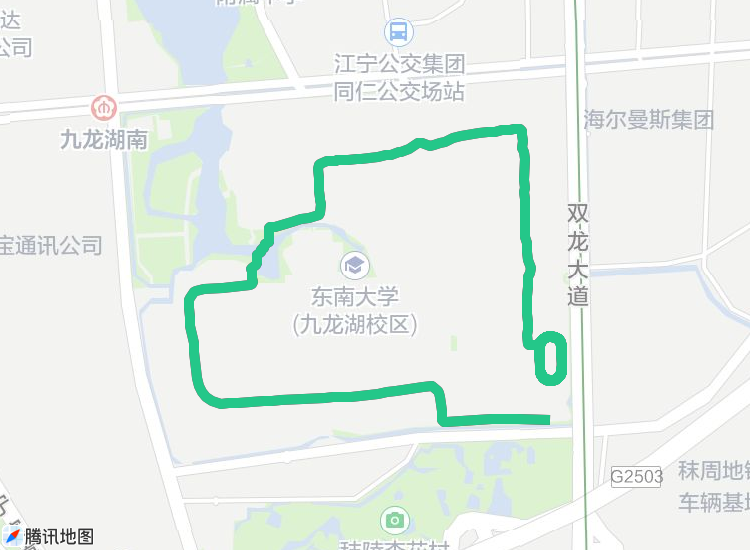 达
公司
江宁公交集团
同仁公交场站
海尔曼斯集团
九龙湖南
双龙大道
宝通讯公司
东南大学
(九龙湖校区)
G2503
秣周地铁
车辆基地
腾讯地图